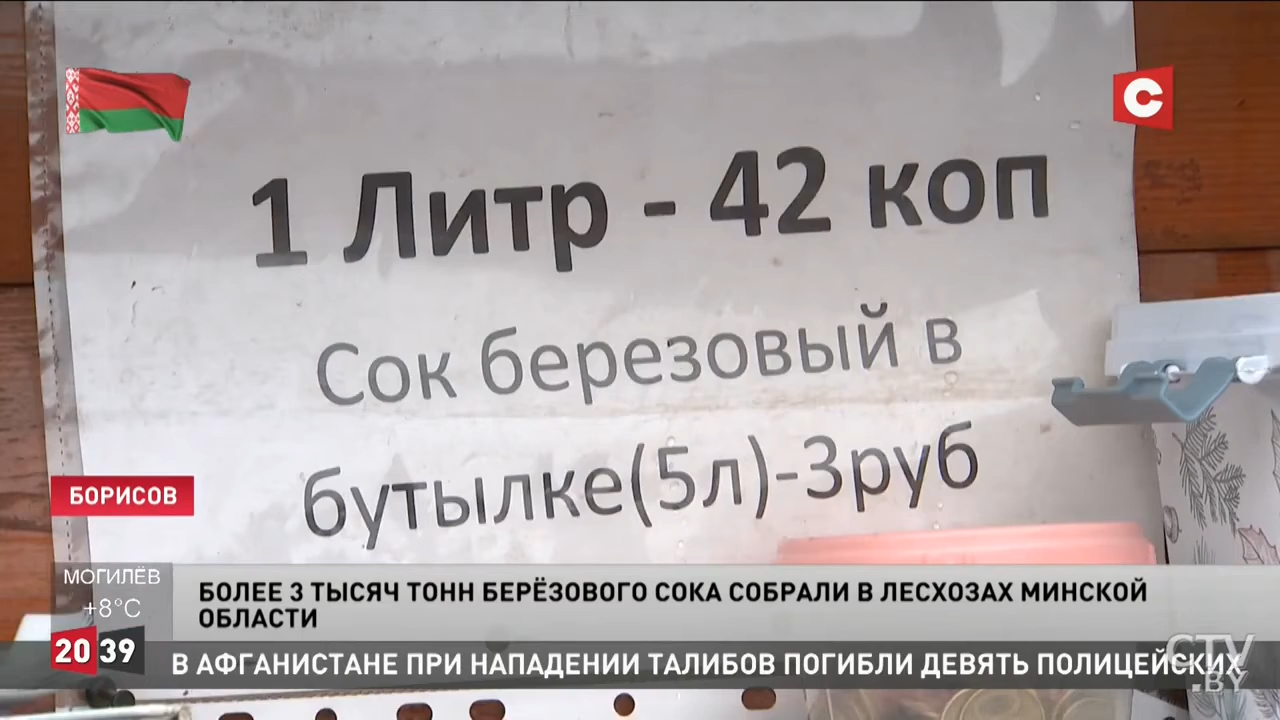 1 Литр - 42 коп
Сок березовый в
бутылке(5л)-3руб
БОРИСОВ
МОГИЛЁВ
+8°C
БОЛЕЕ 3 ТЫСЯЧ ТОНН БЕРЁЗОВОГО СОКА СОБРАЛИ В ЛЕСХОЗАХ МИНСКОЙ
ОБЛАСТИ
20 39
В АФГАНИСТАНЕ ПРИ НАПАДЕНИИ ТАЛИБОВ ПОГИБЛИ ДЕВЯТЬ ПОЛИЦЕЙСКИХ
CTV
.BY
C